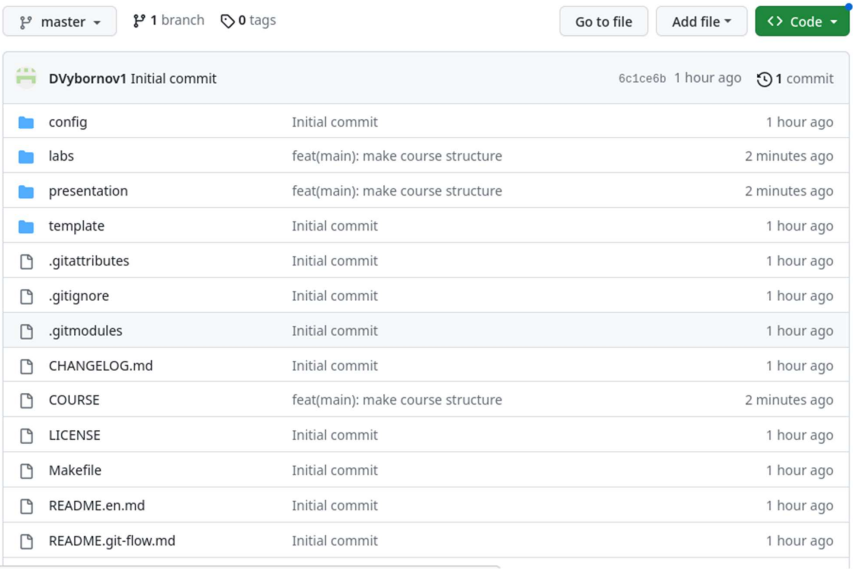 master 1 branch 0 tags Go to file Add file Code
DVybornov1 Initial commit 6c1ce6b 1 hour ago 1 commit
config Initial commit 1 hour ago
labs feat(main): make course structure 2 minutes ago
presentation feat(main): make course structure 2 minutes ago
template Initial commit 1 hour ago
.gitattributes Initial commit 1 hour ago
.gitignore Initial commit 1 hour ago
.gitmodules Initial commit 1 hour ago
CHANGELOG.md Initial commit 1 hour ago
COURSE feat(main): make course structure 2 minutes ago
LICENSE Initial commit 1 hour ago
Makefile Initial commit 1 hour ago
README.en.md Initial commit 1 hour ago
README.git-flow.md Initial commit 1 hour ago